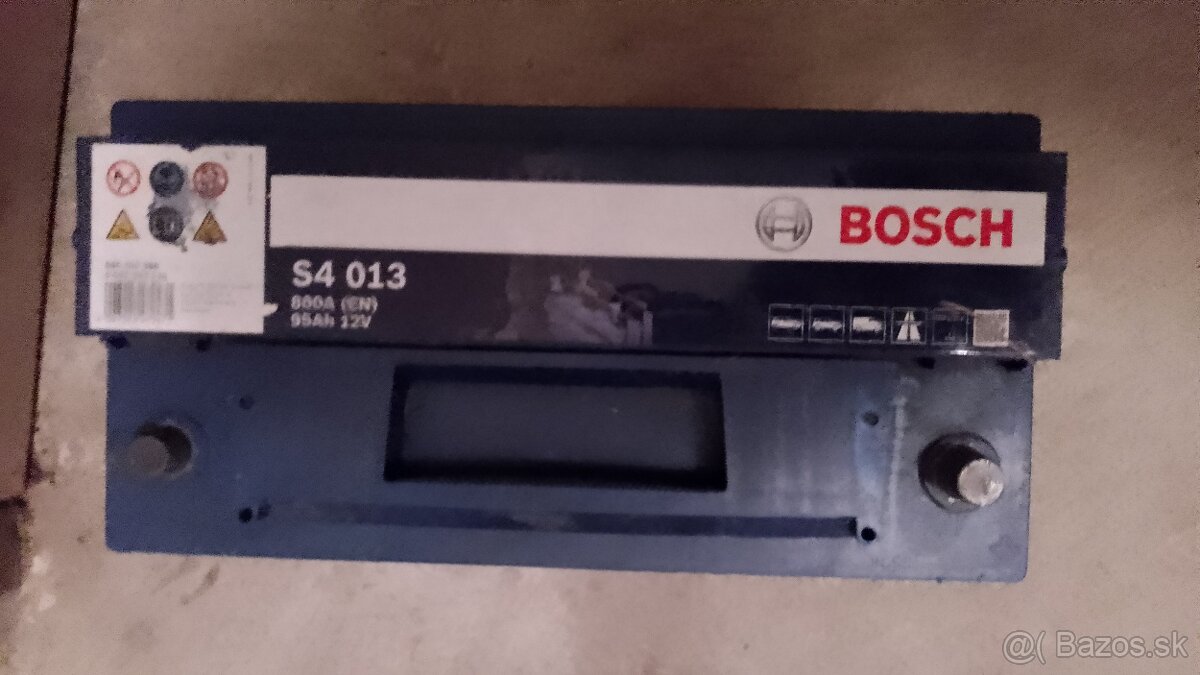 BOSCH
S4 013
800A (EN)
95Ah 12V
@( Bazos.sk